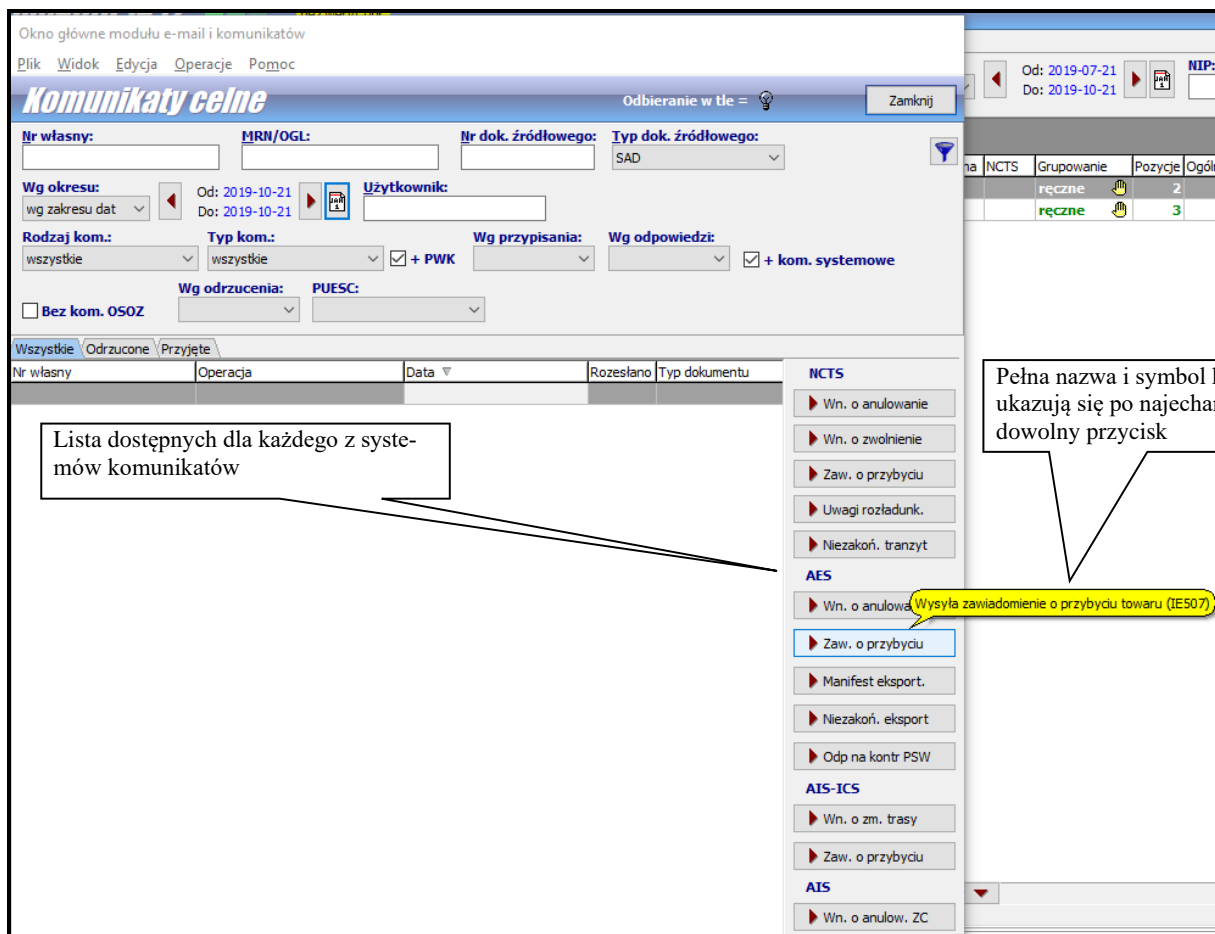 Okno główne modułu e-mail i komunikatów
Plik Widok Edycja Operacje Pomoc
Komunikaty celne
Odbieranie w tle =
Zamknij
Nr własny: MRN/OGL: Nr dok. źródłowego: Typ dok. źródłowego:
SAD
Wg okresu: Od: 2019-10-21 Użytkownik:
wg zakresu dat Do: 2019-10-21
Rodzaj kom.: Typ kom.: Wg przypisania: Wg odpowiedzi:
wszystkie wszystkie + PWK + kom. systemowe
Wg odrzucenia: PUESC:
Bez kom. OSOZ
Wszystkie Odrzucone Przyjęte
Nr własny Operacja Data Rozesłano Typ dokumentu
Lista dostępnych dla każdego z syste-
mów komunikatów
NCTS
Wn. o anulowanie
Wn. o zwolnienie
Zaw. o przybyciu
Uwagi rozładunk.
Niezakoń. tranzyt
AES
Wn. o anulowa
Wysyła zawiadomienie o przybyciu towaru (IE507)
Zaw. o przybyciu
Manifest eksport.
Niezakoń. eksport
Odp na kontr PSW
AIS-ICS
Wn. o zm. trasy
Zaw. o przybyciu
AIS
Wn. o anulow. ZC
Od: 2019-07-21 NIP:
Do: 2019-10-21
na NCTS Grupowanie Pozycje Ogóln
ręczne 2
ręczne 3
Pełna nazwa i symbol
ukazują się po najechan
dowolny przycisk